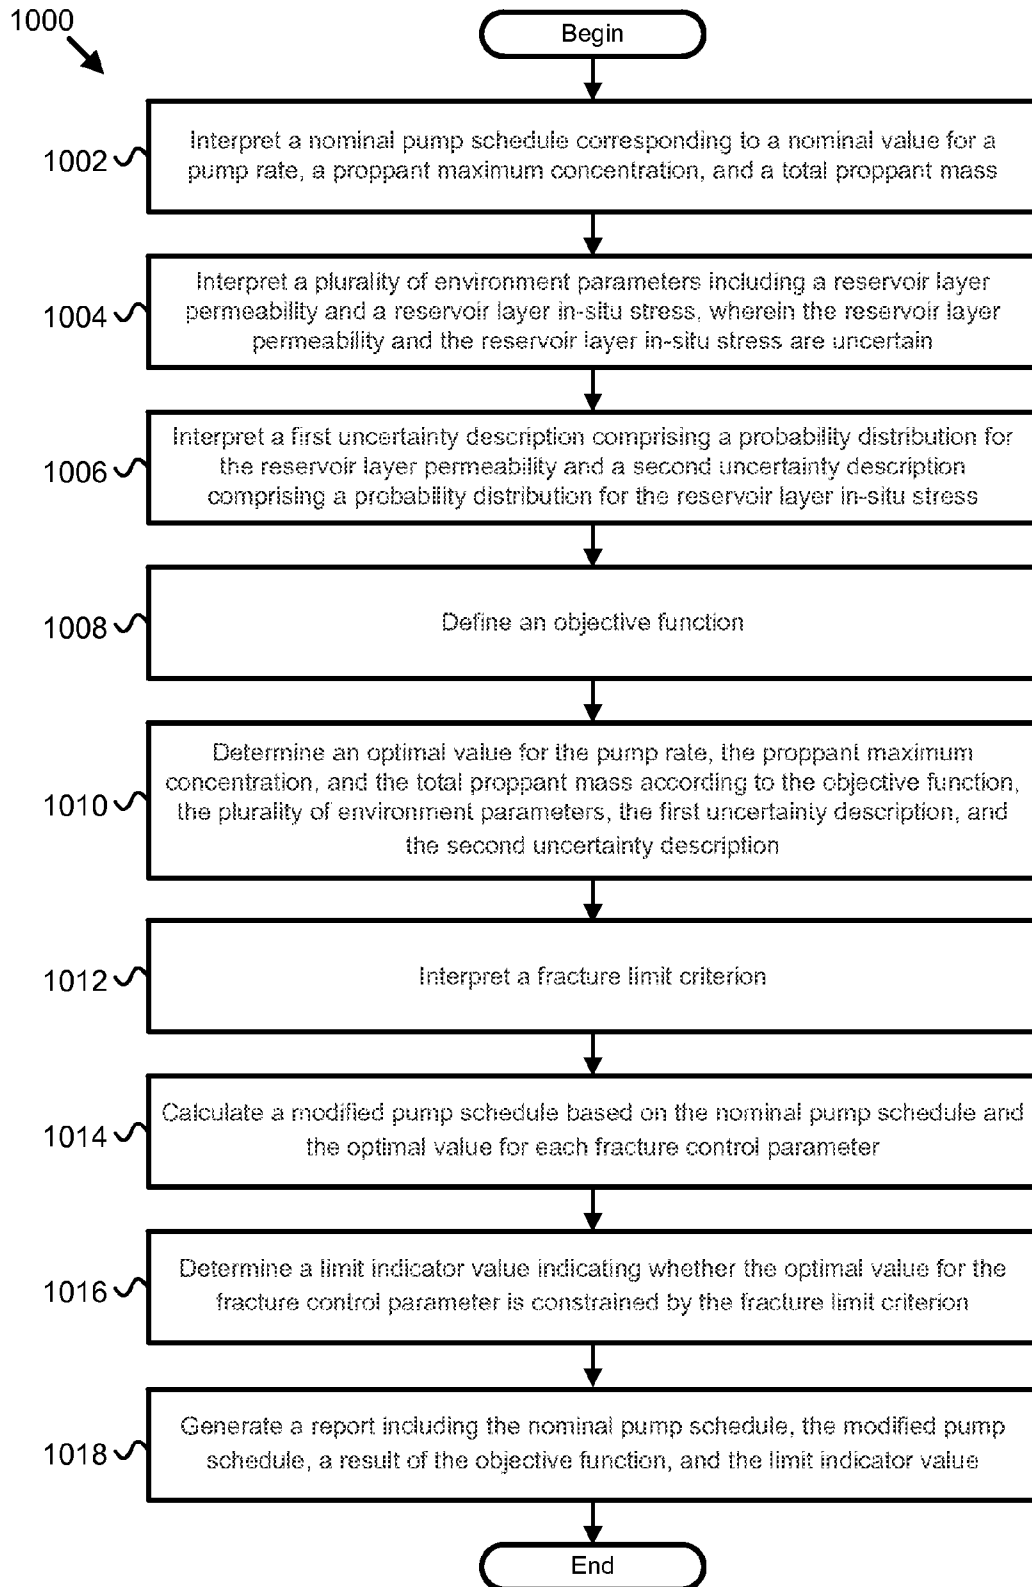 1000
Begin
1002
Interpret a nominal pump schedule corresponding to a nominal value for a
pump rate, a proppant maximum concentration, and a total proppant mass
1004
Interpret a plurality of environment parameters including a reservoir layer
permeability and a reservoir layer in-situ stress, wherein the reservoir layer
permeability and the reservoir layer in-situ stress are uncertain
1006
Interpret a first uncertainty description comprising a probability distribution for
the reservoir layer permeability and a second uncertainty description
comprising a probability distribution for the reservoir layer in-situ stress
1008
Define an objective function
1010
Determine an optimal value for the pump rate, the proppant maximum
concentration, and the total proppant mass according to the objective function,
the plurality of environment parameters, the first uncertainty description, and
the second uncertainty description
1012
Interpret a fracture limit criterion
1014
Calculate a modified pump schedule based on the nominal pump schedule and
the optimal value for each fracture control parameter
1016
Determine a limit indicator value indicating whether the optimal value for the
fracture control parameter is constrained by the fracture limit criterion
1018
Generate a report including the nominal pump schedule, the modified pump
schedule, a result of the objective function, and the limit indicator value
End